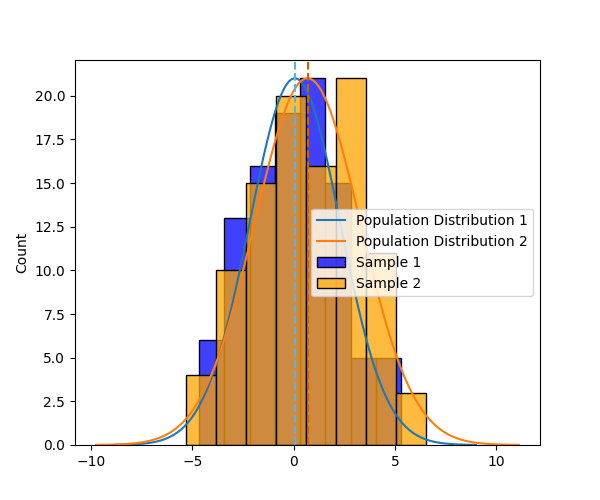 20.0
17.5
15.0
12.5
10.0
7.5
5.0
2.5
0.0
Count
Population Distribution 1
Population Distribution 2
Sample 1
Sample 2
−10
−5
0
5
10